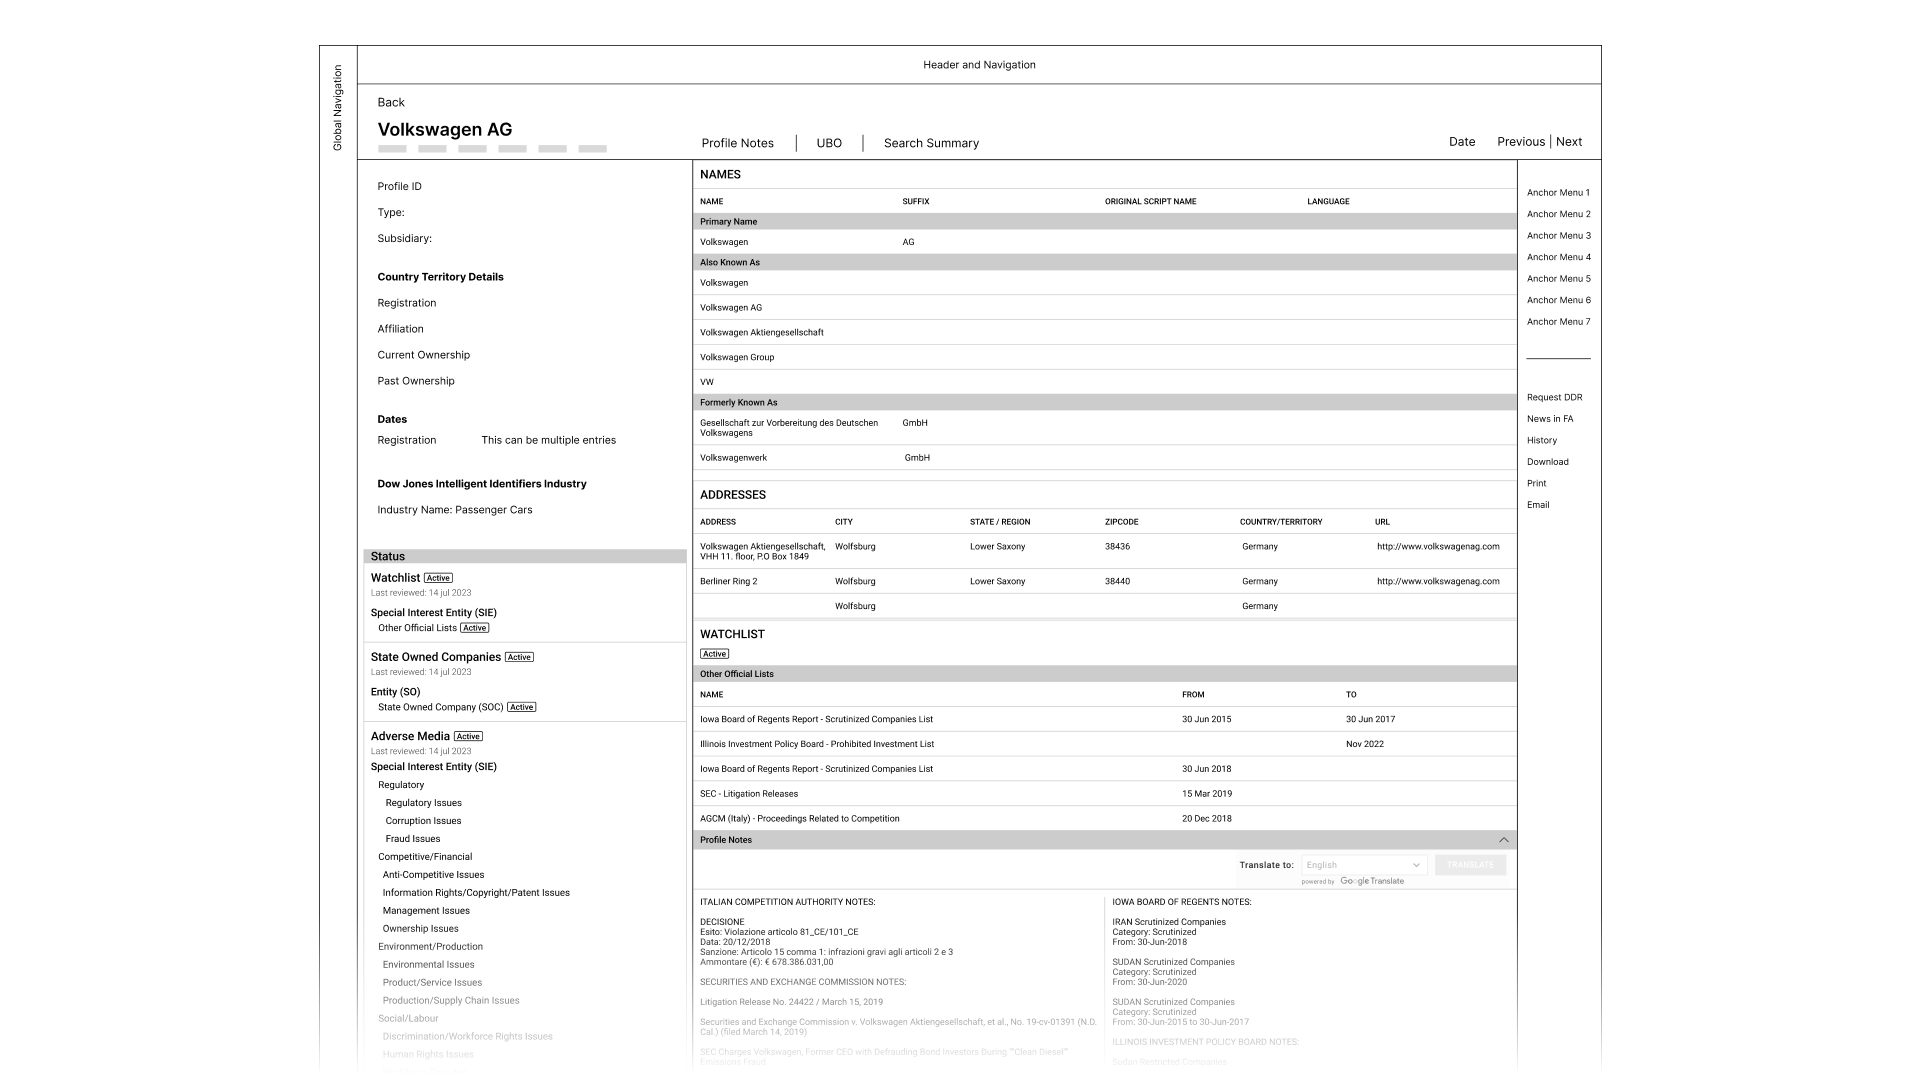 Global Navigation
Header and Navigation
Back
Volkswagen AG
Profile Notes | UBO | Search Summary
Date Previous | Next
Profile ID
Type:
Subsidiary:
Country Territory Details
Registration
Affiliation
Current Ownership
Past Ownership
Dates
Registration This can be multiple entries
Dow Jones Intelligent Identifiers Industry
Industry Name: Passenger Cars
Status
Watchlist Active
Last reviewed: 14 jul 2023
Special Interest Entity (SIE)
Other Official Lists Active
State Owned Companies Active
Last reviewed: 14 jul 2023
Entity (SO)
State Owned Company (SOC) Active
Adverse Media Active
Last reviewed: 14 jul 2023
Special Interest Entity (SIE)
Regulatory
Regulatory Issues
Corruption Issues
Fraud Issues
Competitive/Financial
Anti-Competitive Issues
Information Rights/Copyright/Patent Issues
Management Issues
Ownership Issues
Environment/Production
Environmental Issues
Product/Service Issues
Production/Supply Chain Issues
Social/Labour
Discrimination/Workforce Rights Issues
Human Rights Issues
NAMES
NAME SUFFIX ORIGINAL SCRIPT NAME LANGUAGE
Primary Name
Volkswagen AG
Also Known As
Volkswagen
Volkswagen AG
Volkswagen Aktiengesellschaft
Volkswagen Group
VW
Formerly Known As
Gesellschaft zur Vorbereitung des Deutschen GmbH
Volkswagens
Volkswagenwerk GmbH
ADDRESSES
ADDRESS CITY STATE / REGION ZIPCODE COUNTRY/TERRITORY URL
Volkswagen Aktiengesellschaft, Wolfsburg Lower Saxony 38436 Germany http://www.volkswagenag.com
VHH 11. floor, P.O Box 1849
Berliner Ring 2 Wolfsburg Lower Saxony 38440 Germany http://www.volkswagenag.com
Wolfsburg Germany
WATCHLIST
Active
Other Official Lists
NAME FROM TO
Iowa Board of Regents Report - Scrutinized Companies List 30 Jun 2015 30 Jun 2017
Illinois Investment Policy Board - Prohibited Investment List Nov 2022
Iowa Board of Regents Report - Scrutinized Companies List 30 Jun 2018
SEC - Litigation Releases 15 Mar 2019
AGCM (Italy) - Proceedings Related to Competition 20 Dec 2018
Profile Notes
Translate to: English TRANSLATE
powered by Google Translate
ITALIAN COMPETITION AUTHORITY NOTES:
DECISIONE
Esito: Violazione articolo 81_CE/101_CE
Data: 20/12/2018
Sanzione: Articolo 15 comma 1: infrazioni gravi agli articoli 2 e 3
Ammontare (€): € 678.386.031,00
SECURITIES AND EXCHANGE COMMISSION NOTES:
Litigation Release No. 24422 / March 15, 2019
Securities and Exchange Commission v. Volkswagen Aktiengesellschaft, et al., No. 19-cv-01391 (N.D.
Cal.) (filed March 14, 2019)
SEC Charges Volkswagen, Former CEO with Defrauding Bond Investors During ""Clean Diesel""
Emissions Fraud
IOWA BOARD OF REGENTS NOTES:
IRAN Scrutinized Companies
Category: Scrutinized
From: 30-Jun-2018
SUDAN Scrutinized Companies
Category: Scrutinized
From: 30-Jun-2020
SUDAN Scrutinized Companies
Category: Scrutinized
From: 30-Jun-2015 to 30-Jun-2017
ILLINOIS INVESTMENT POLICY BOARD NOTES:
Sudan Restricted Companies
Anchor Menu 1
Anchor Menu 2
Anchor Menu 3
Anchor Menu 4
Anchor Menu 5
Anchor Menu 6
Anchor Menu 7
Request DDR
News in FA
History
Download
Print
Email